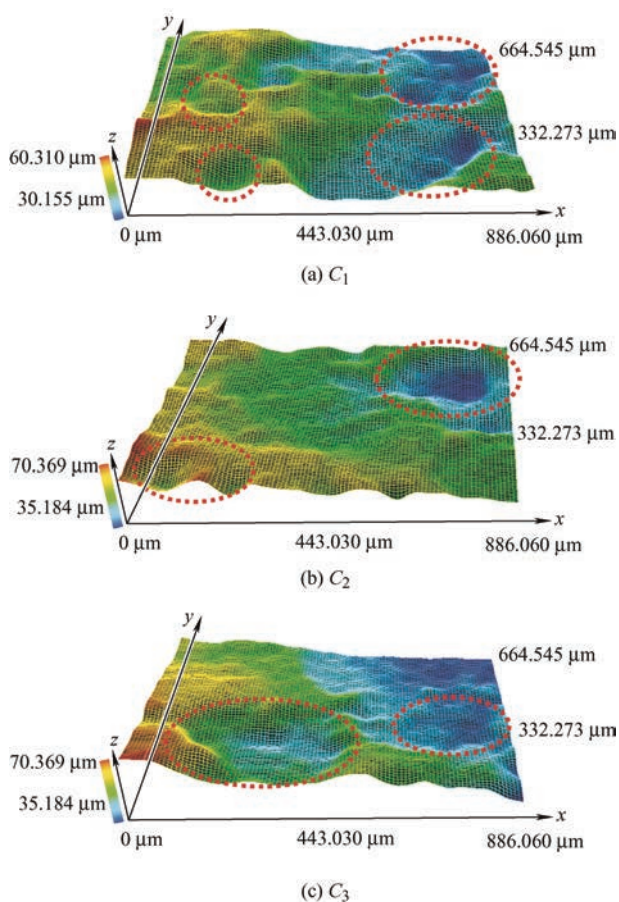 y
664.545 μm
z
332.273 μm
60.310 μm
30.155 μm
x
0 μm
443.030 μm
886.060 μm
(a) C1
y
664.545 μm
z
332.273 μm
70.369 μm
35.184 μm
x
0 μm
443.030 μm
886.060 μm
(b) C2
y
664.545 μm
z
332.273 μm
70.369 μm
35.184 μm
x
0 μm
443.030 μm
886.060 μm
(c) C3